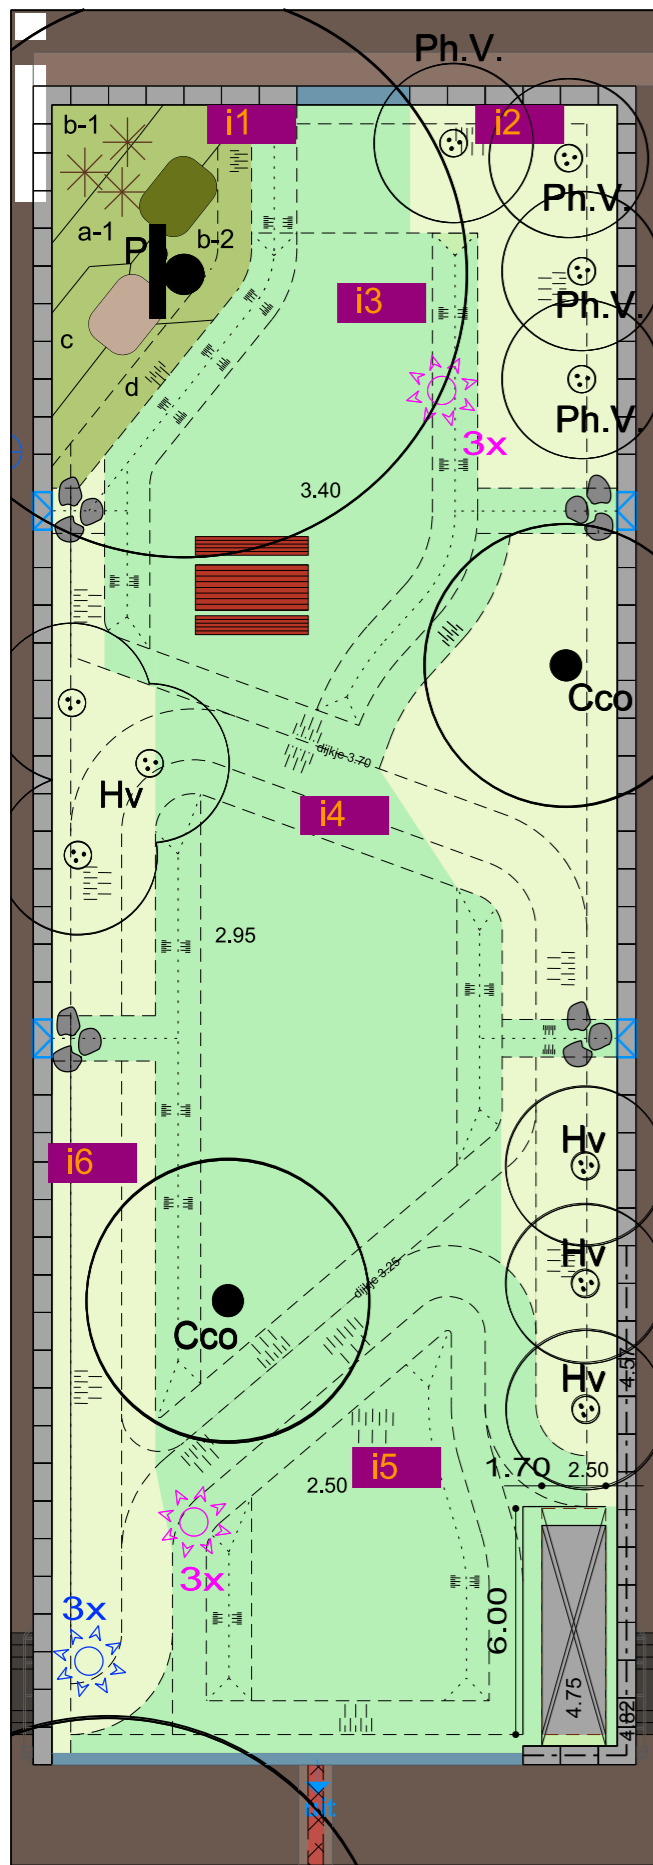 Ph.V.
b-1
i1
i2
Ph.V.
a-1
b-2
i3
Ph.V.
c
d
Ph.V.
3x
3.40
Cco
dijkje 3.70
Hv
i4
2.95
Hv
i6
Hv
dijkje 3.25
Cco
4.57
Hv
i5
1.70
2.50
2.50
3x
6.00
3x
4.75
4.82
uit